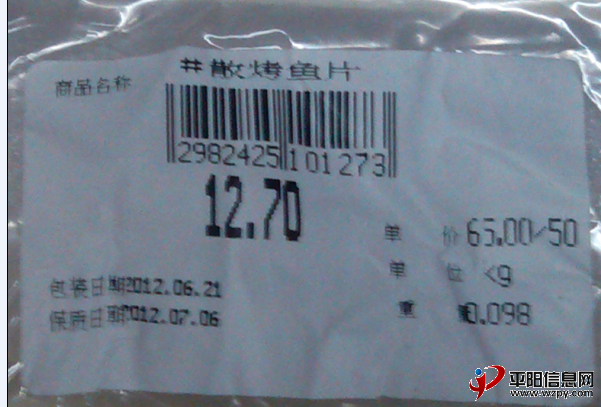 商品名称 #散烤鱼片
2982425101273
12.70
单 价 65.00/50
单 位 <g
包装日期2012.06.21
保质日期2012.07.06
重 量0.098
平阳信息网
www.wzpy.com